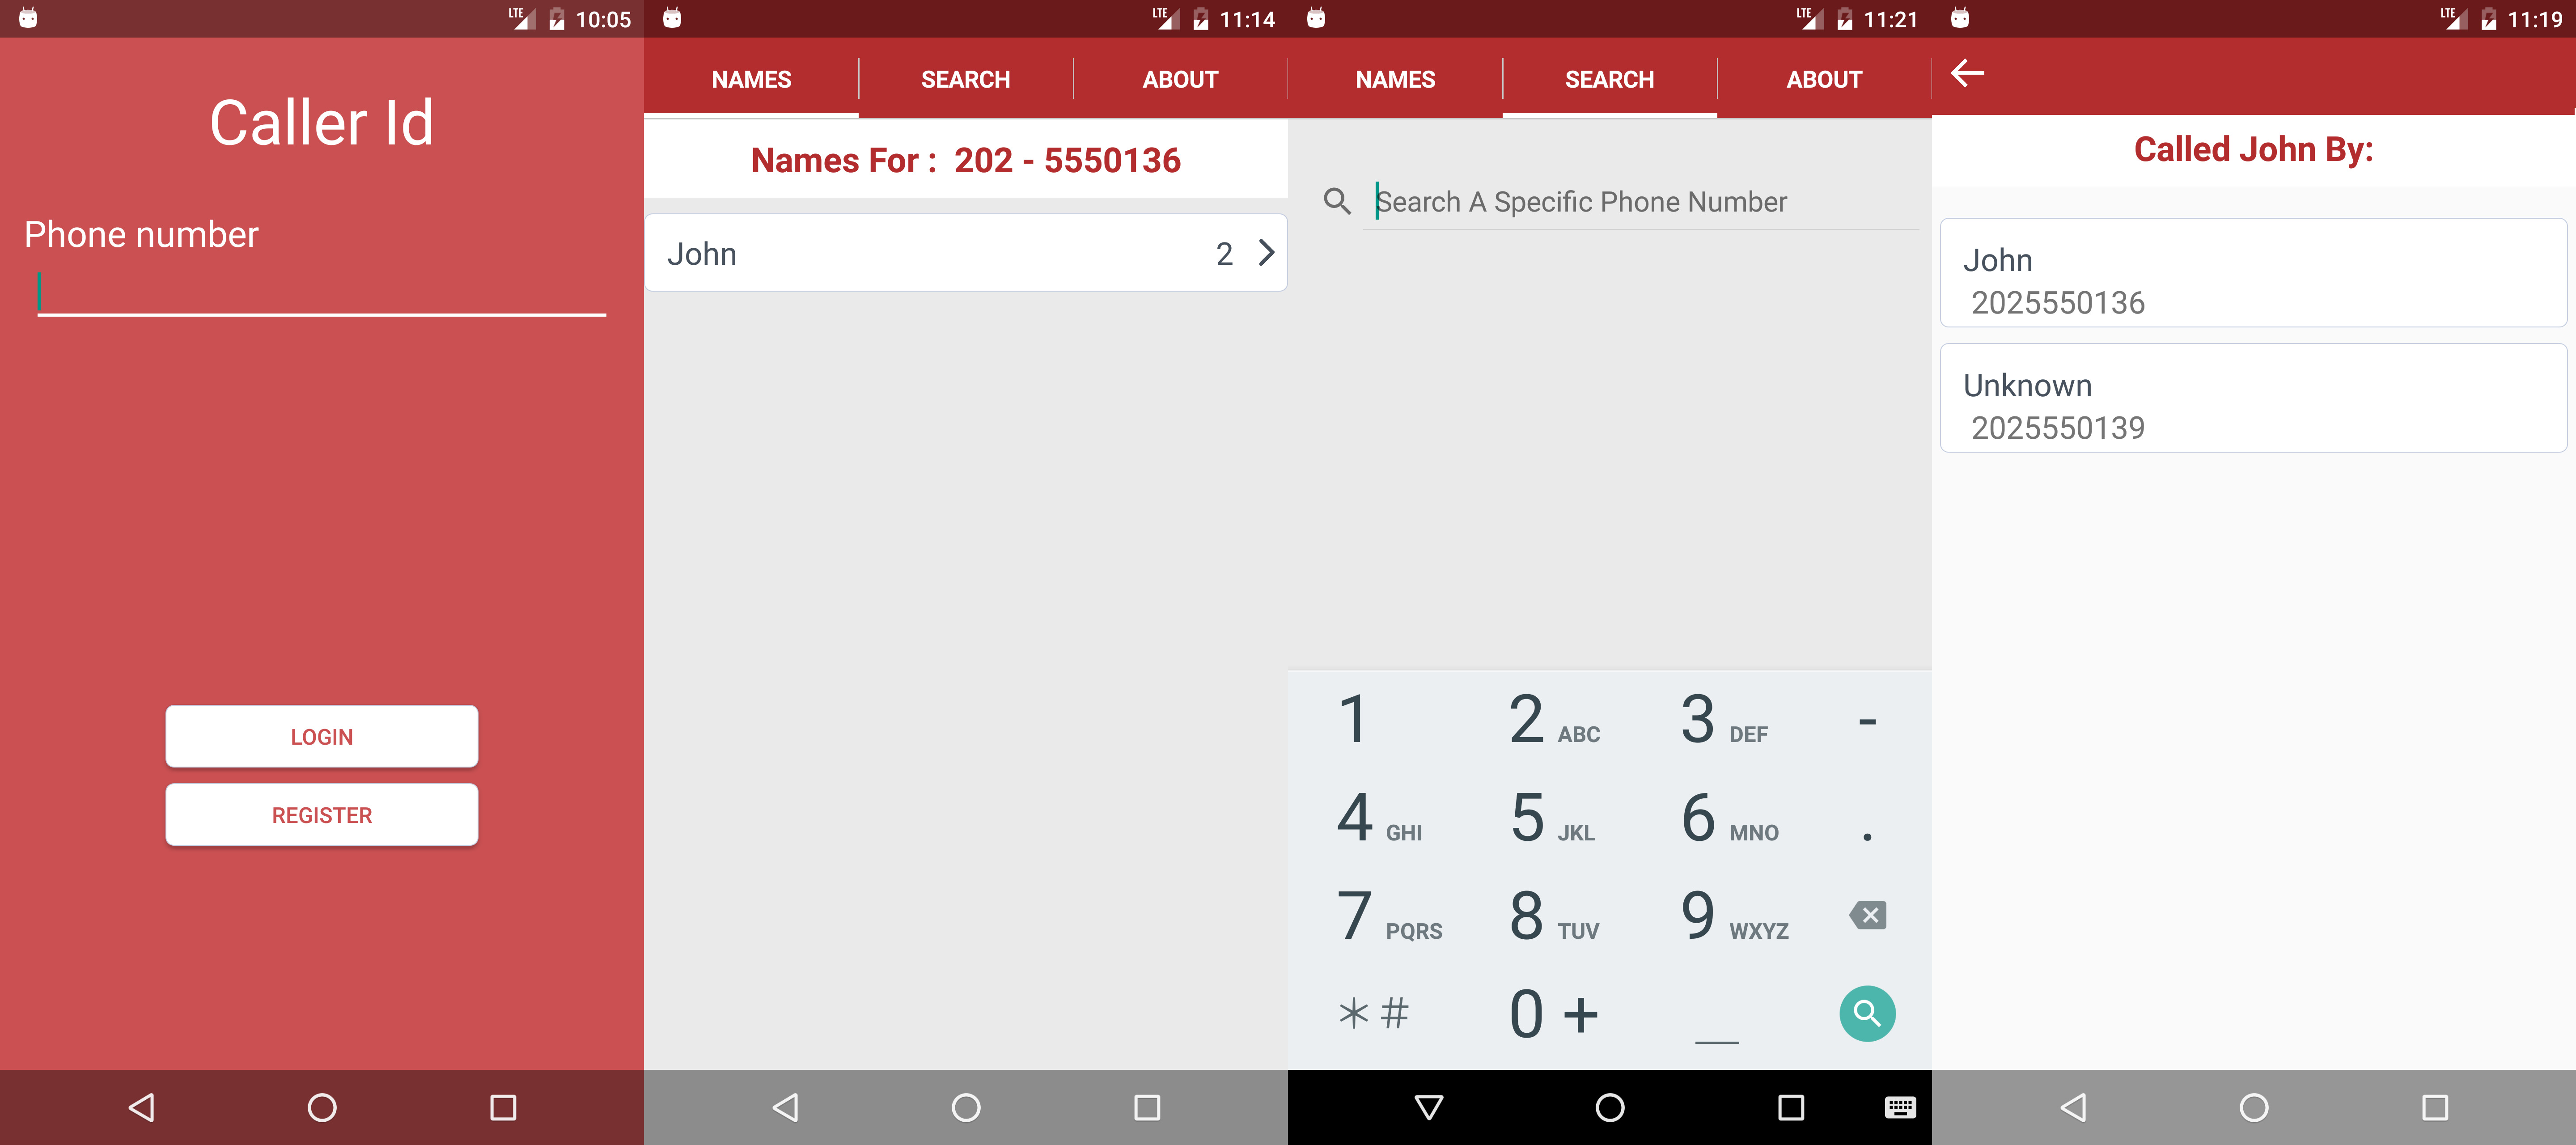 LTE 10:05
Caller Id
Phone number
LOGIN
REGISTER
LTE 11:14
NAMES SEARCH ABOUT
Names For : 202 - 5550136
John 2
LTE 11:21
NAMES SEARCH ABOUT
Search A Specific Phone Number
1 2 ABC 3 DEF -
4 GHI 5 JKL 6 MNO .
7 PQRS 8 TUV 9 WXYZ
* # 0 + _
LTE 11:19
Called John By:
John
2025550136
Unknown
2025550139